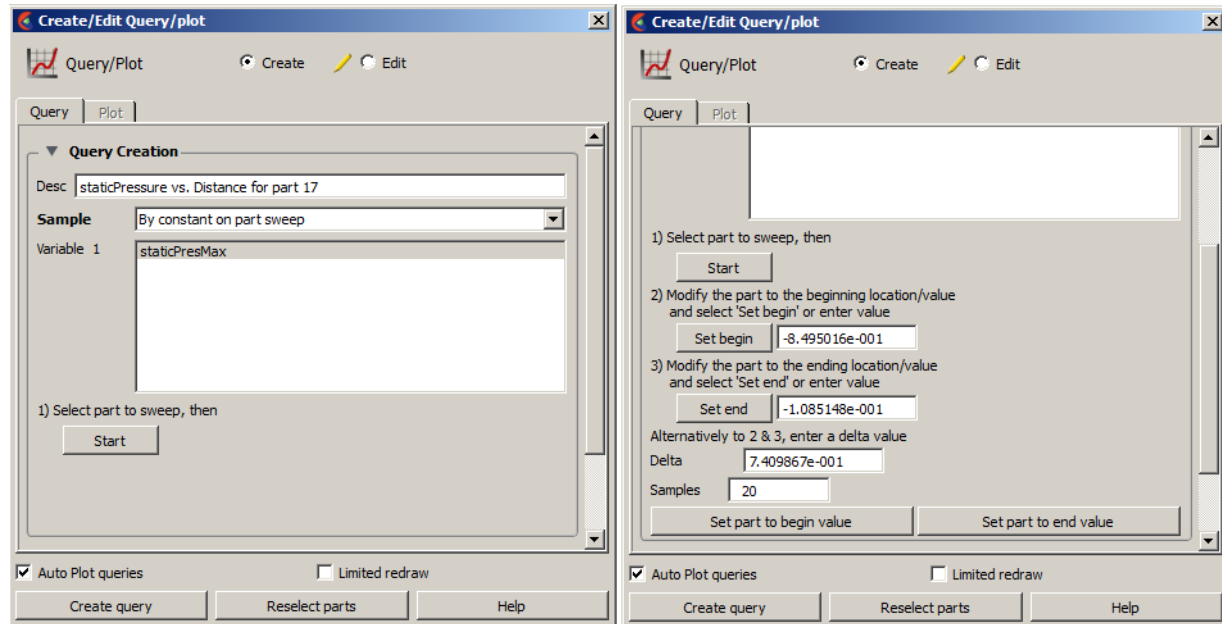 Create/Edit Query/plot
Query/Plot Create Edit
Query Plot
Query Creation
Desc staticPressure vs. Distance for part 17
Sample By constant on part sweep
Variable 1 staticPresMax
1) Select part to sweep, then
Start
Auto Plot queries Limited redraw
Create query Reselect parts Help
Create/Edit Query/plot
Query/Plot Create Edit
Query Plot
1) Select part to sweep, then
Start
2) Modify the part to the beginning location/value
and select 'Set begin' or enter value
Set begin -8.495016e-001
3) Modify the part to the ending location/value
and select 'Set end' or enter value
Set end -1.085148e-001
Alternatively to 2 & 3, enter a delta value
Delta 7.409867e-001
Samples 20
Set part to begin value Set part to end value
Auto Plot queries Limited redraw
Create query Reselect parts Help